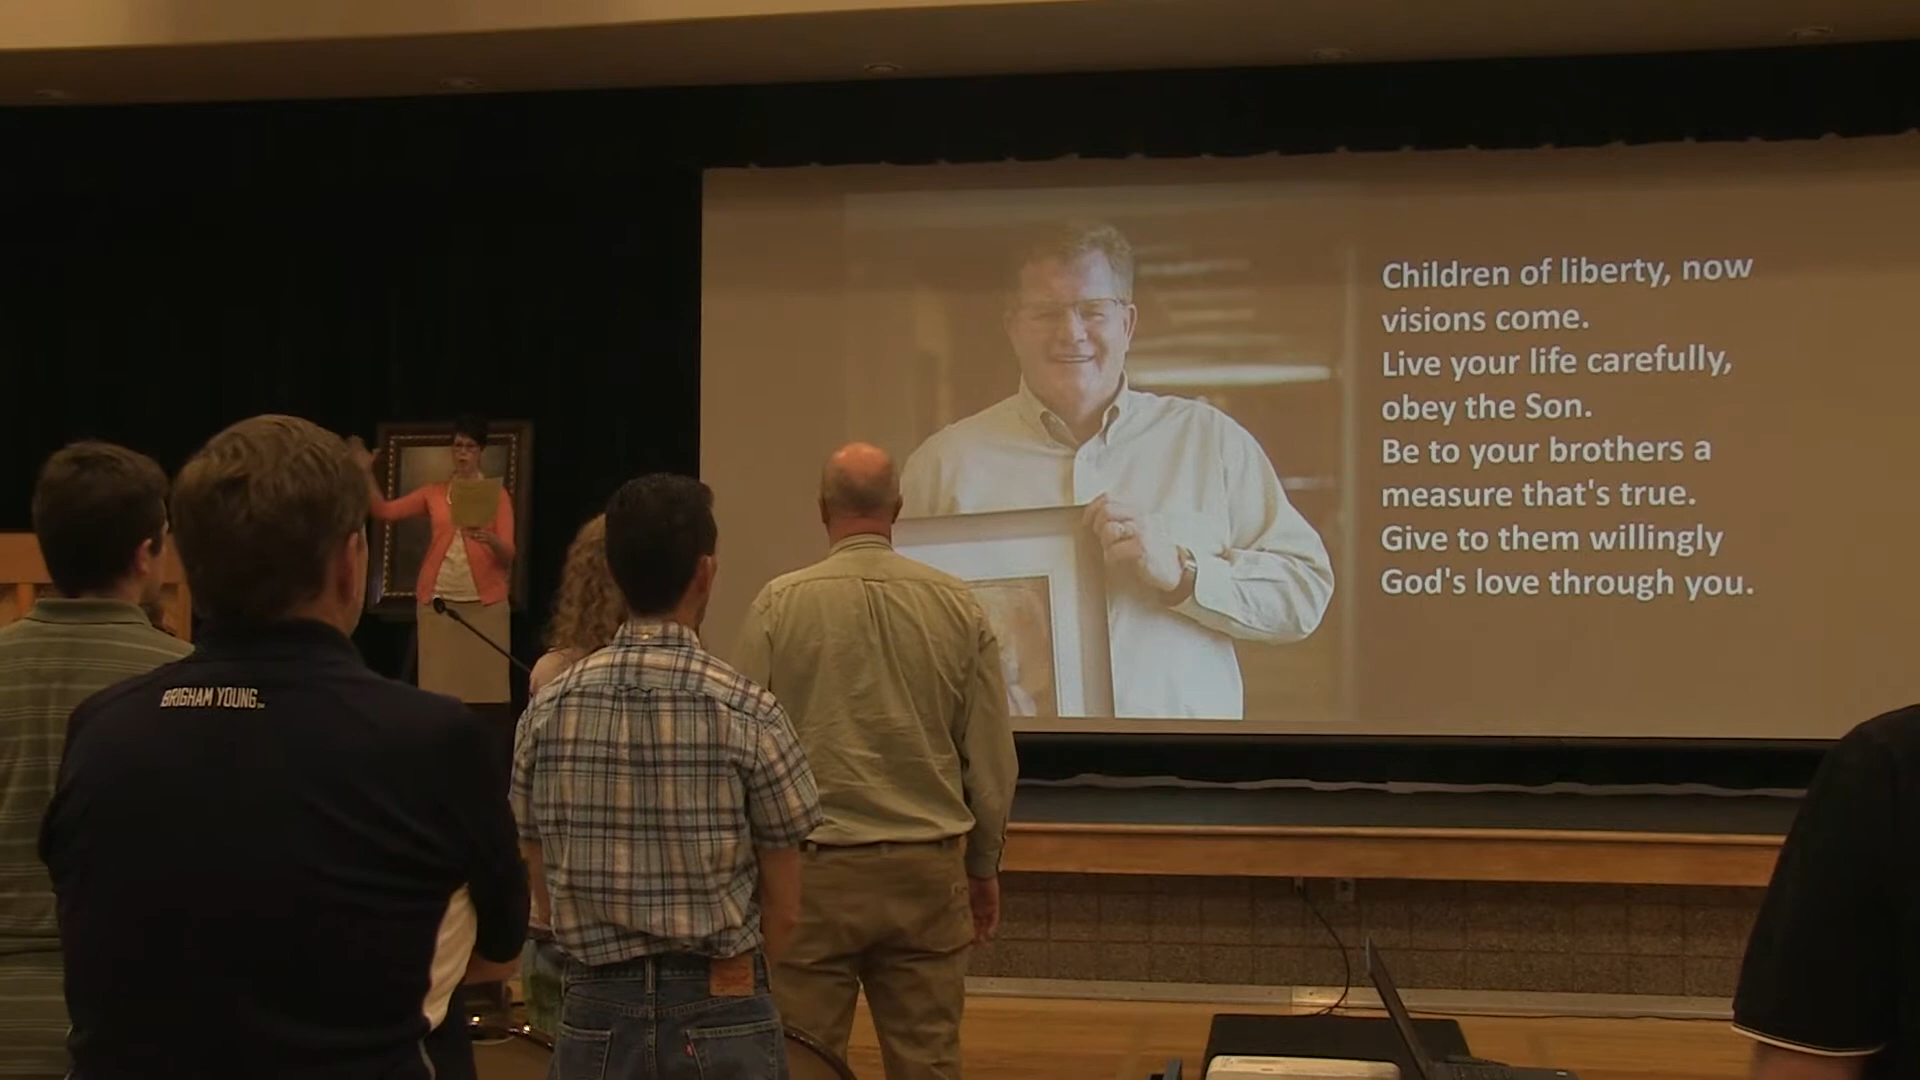 Children of liberty, now
visions come.
Live your life carefully,
obey the Son.
Be to your brothers a
measure that's true.
Give to them willingly
God's love through you.
BRIGHAM YOUNG